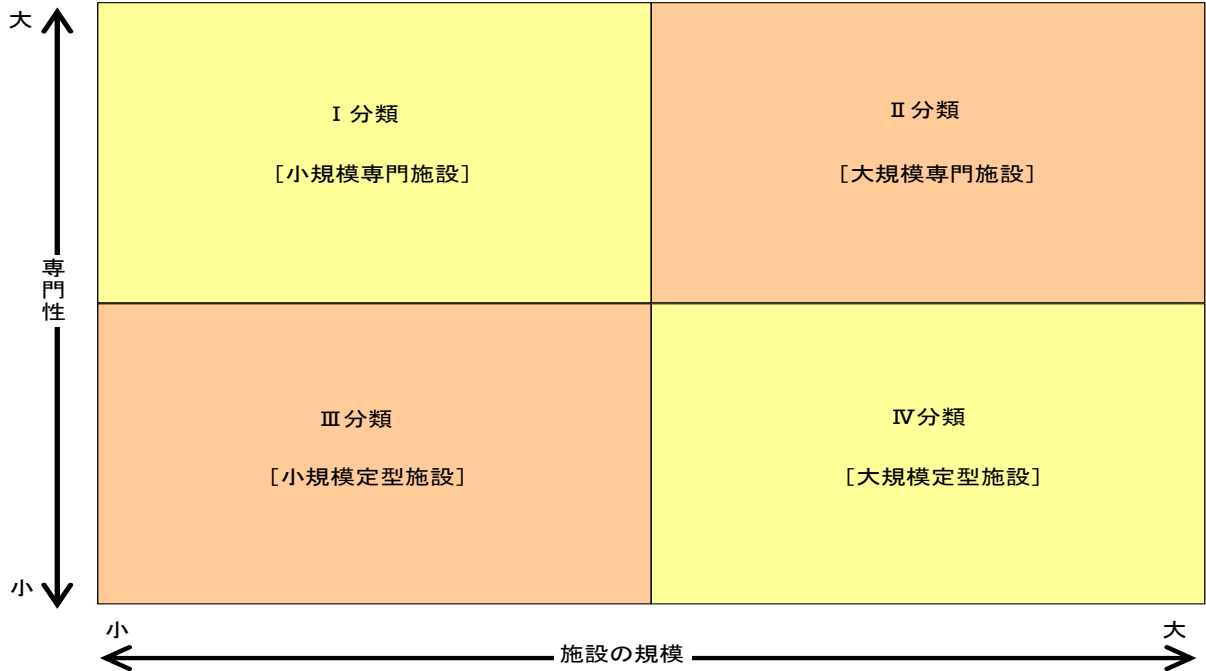 大
Ⅰ分類
Ⅱ分類
［小規模専門施設］
［大規模専門施設］
専門性
Ⅲ分類
Ⅳ分類
［小規模定型施設］
［大規模定型施設］
小
小
大
施設の規模